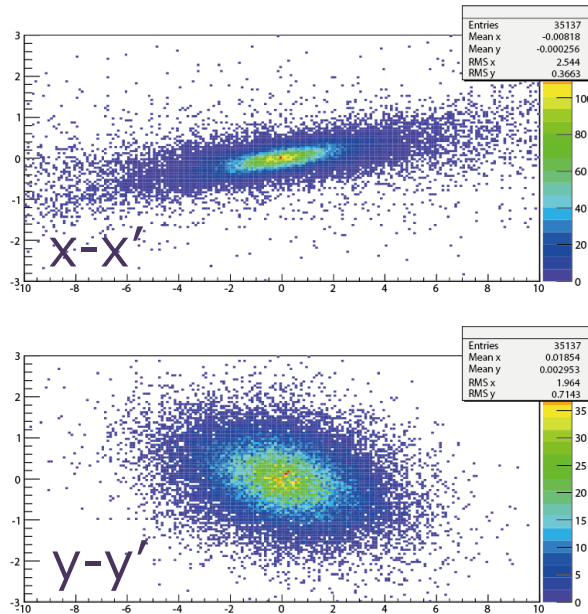 Entries 35137
Mean x -0.00818
Mean y -0.000256
RMS x 2.544
RMS y 0.3663
3
2
1
0
-1
-2
-3
100
80
60
40
20
0
x-x′
-10 -8 -6 -4 -2 0 2 4 6 8 10
Entries 35137
Mean x 0.01854
Mean y 0.002953
RMS x 1.964
RMS y 0.7143
3
2
1
0
-1
-2
-3
35
30
25
20
15
10
5
0
y-y′
-10 -8 -6 -4 -2 0 2 4 6 8 10